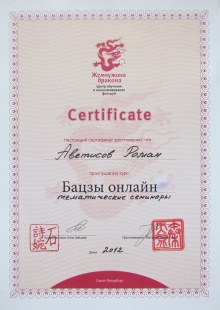 Жемчужина
дракона
Центр обучения
и консультирования
фэншуй
Certificate
Настоящий сертификат удостоверяет, что
Аветисов Роман
прослушал(а) курс
Бацзы онлайн
тематические семинары
Дата: 2012
Санкт-Петербург